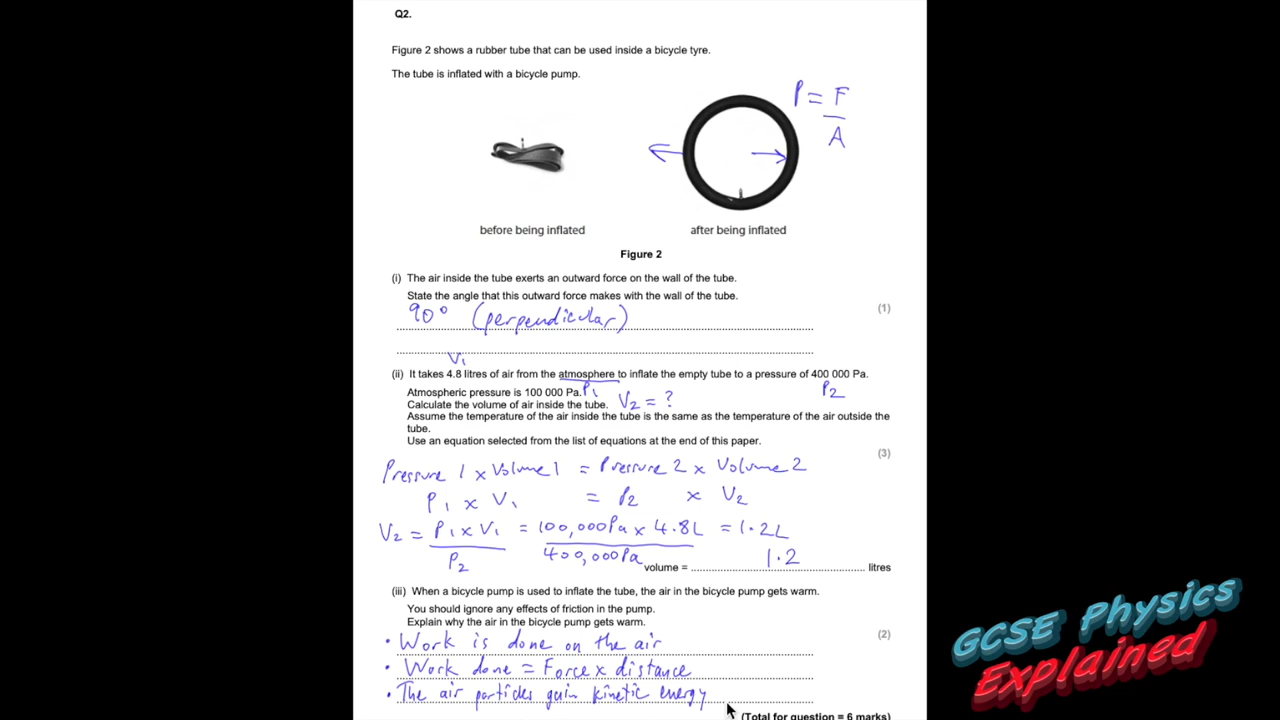 Q2.
Figure 2 shows a rubber tube that can be used inside a bicycle tyre.
The tube is inflated with a bicycle pump.
P = F
A
before being inflated
after being inflated
Figure 2
(i) The air inside the tube exerts an outward force on the wall of the tube.
State the angle that this outward force makes with the wall of the tube.
(1)
90° (perpendicular)
V1
(ii) It takes 4.8 litres of air from the atmosphere to inflate the empty tube to a pressure of 400 000 Pa.
Atmospheric pressure is 100 000 Pa. P1 P2
Calculate the volume of air inside the tube. V2 = ?
Assume the temperature of the air inside the tube is the same as the temperature of the air outside the
tube.
Use an equation selected from the list of equations at the end of this paper.
(3)
Pressure 1 x Volume 1 = Pressure 2 x Volume 2
P1 x V1 = P2 x V2
V2 = P1 x V1 = 100,000Pa x 4.8L = 1.2L
P2 400,000Pa 1.2
volume = litres
(iii) When a bicycle pump is used to inflate the tube, the air in the bicycle pump gets warm.
You should ignore any effects of friction in the pump.
Explain why the air in the bicycle pump gets warm.
(2)
• Work is done on the air
• Work done = Force x distance
• The air particles gain kinetic energy
(Total for question = 6 marks)
GCSE Physics
Explained